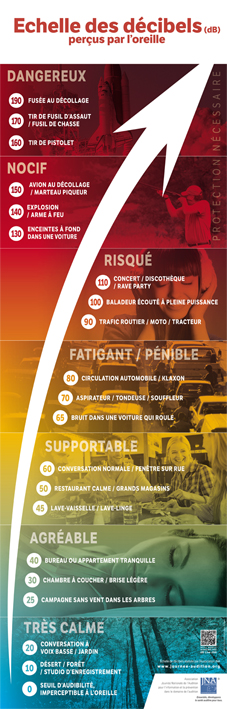 Echelle des décibels (dB)
perçus par l'oreille
PROTECTION NÉCESSAIRE
DANGEREUX
190 FUSÉE AU DÉCOLLAGE
170 TIR DE FUSIL D'ASSAUT
/ FUSIL DE CHASSE
160 TIR DE PISTOLET
NOCIF
150 AVION AU DÉCOLLAGE
/ MARTEAU PIQUEUR
140 EXPLOSION
/ ARME À FEU
130 ENCEINTES À FOND
DANS UNE VOITURE
RISQUÉ
110 CONCERT / DISCOTHÈQUE
/ RAVE PARTY
100 BALADEUR ÉCOUTÉ À PLEINE PUISSANCE
90 TRAFIC ROUTIER / MOTO / TRACTEUR
FATIGANT / PÉNIBLE
80 CIRCULATION AUTOMOBILE / KLAXON
70 ASPIRATEUR / TONDEUSE / SOUFFLEUR
65 BRUIT DANS UNE VOITURE QUI ROULE
SUPPORTABLE
60 CONVERSATION NORMALE / FENÊTRE SUR RUE
50 RESTAURANT CALME / GRANDS MAGASINS
45 LAVE-VAISSELLE / LAVE-LINGE
AGRÉABLE
40 BUREAU OU APPARTEMENT TRANQUILLE
30 CHAMBRE À COUCHER / BRISE LÉGÈRE
25 CAMPAGNE SANS VENT DANS LES ARBRES
TRÈS CALME
20 CONVERSATION À
VOIX BASSE / JARDIN
10 DÉSERT / FORÊT
/ STUDIO D'ENREGISTREMENT
0 SEUIL D'AUDIBILITÉ,
IMPERCEPTIBLE À L'OREILLE
www.journee-audition.org
JNA